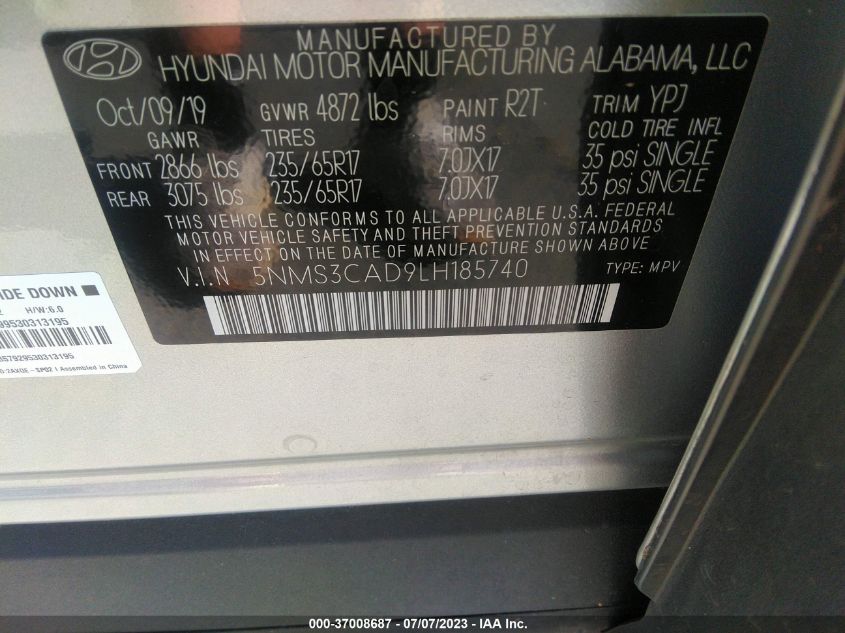 MANUFACTURED BY
HYUNDAI MOTOR MANUFACTURING ALABAMA, LLC
Oct/09/19 GVWR 4872 lbs PAINT R2T TRIM YPJ
GAWR TIRES RIMS COLD TIRE INFL
FRONT 2866 lbs 235/65R17 7.0JX17 35 psi SINGLE
REAR 3075 lbs 235/65R17 7.0JX17 35 psi SINGLE
THIS VEHICLE CONFORMS TO ALL APPLICABLE U.S.A. FEDERAL
MOTOR VEHICLE SAFETY AND THEFT PREVENTION STANDARDS
IN EFFECT ON THE DATE OF MANUFACTURE SHOWN ABOVE
V.I.N. 5NMS3CAD9LH185740 TYPE: MPV
DOWN
H/W:6.0
99530313195
579299530313195
SP02 | Assembled in China
000-37008687 - 07/07/2023 - IAA Inc.